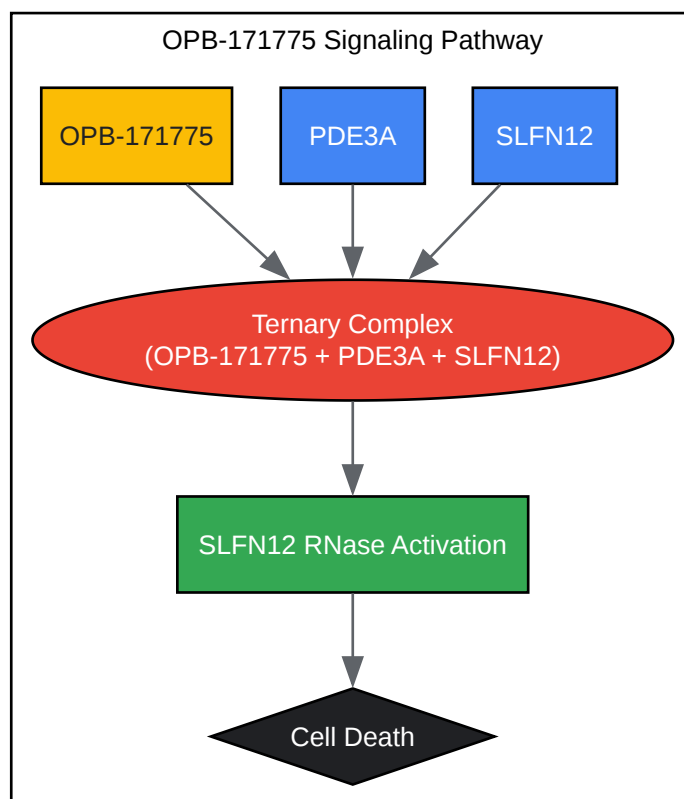 OPB-171775 Signaling Pathway
OPB-171775
PDE3A
SLFN12
Ternary Complex
(OPB-171775 + PDE3A + SLFN12)
SLFN12 RNase Activation
Cell Death